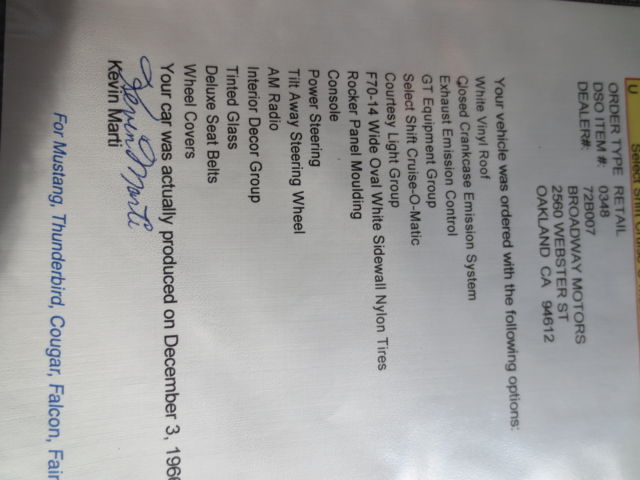 U
ORDER TYPE RETAIL
DSO ITEM #: 0348
DEALER#: 72B007
BROADWAY MOTORS
2560 WEBSTER ST
OAKLAND CA 94612
Your vehicle was ordered with the following options:
White Vinyl Roof
Closed Crankcase Emission System
Exhaust Emission Control
GT Equipment Group
Select Shift Cruise-O-Matic
Courtesy Light Group
F70-14 Wide Oval White Sidewall Nylon Tires
Rocker Panel Moulding
Console
Power Steering
Tilt Away Steering Wheel
AM Radio
Interior Decor Group
Tinted Glass
Deluxe Seat Belts
Wheel Covers
Your car was actually produced on December 3, 196
Kevin Marti
Kevin Marti
For Mustang, Thunderbird, Cougar, Falcon, Fair